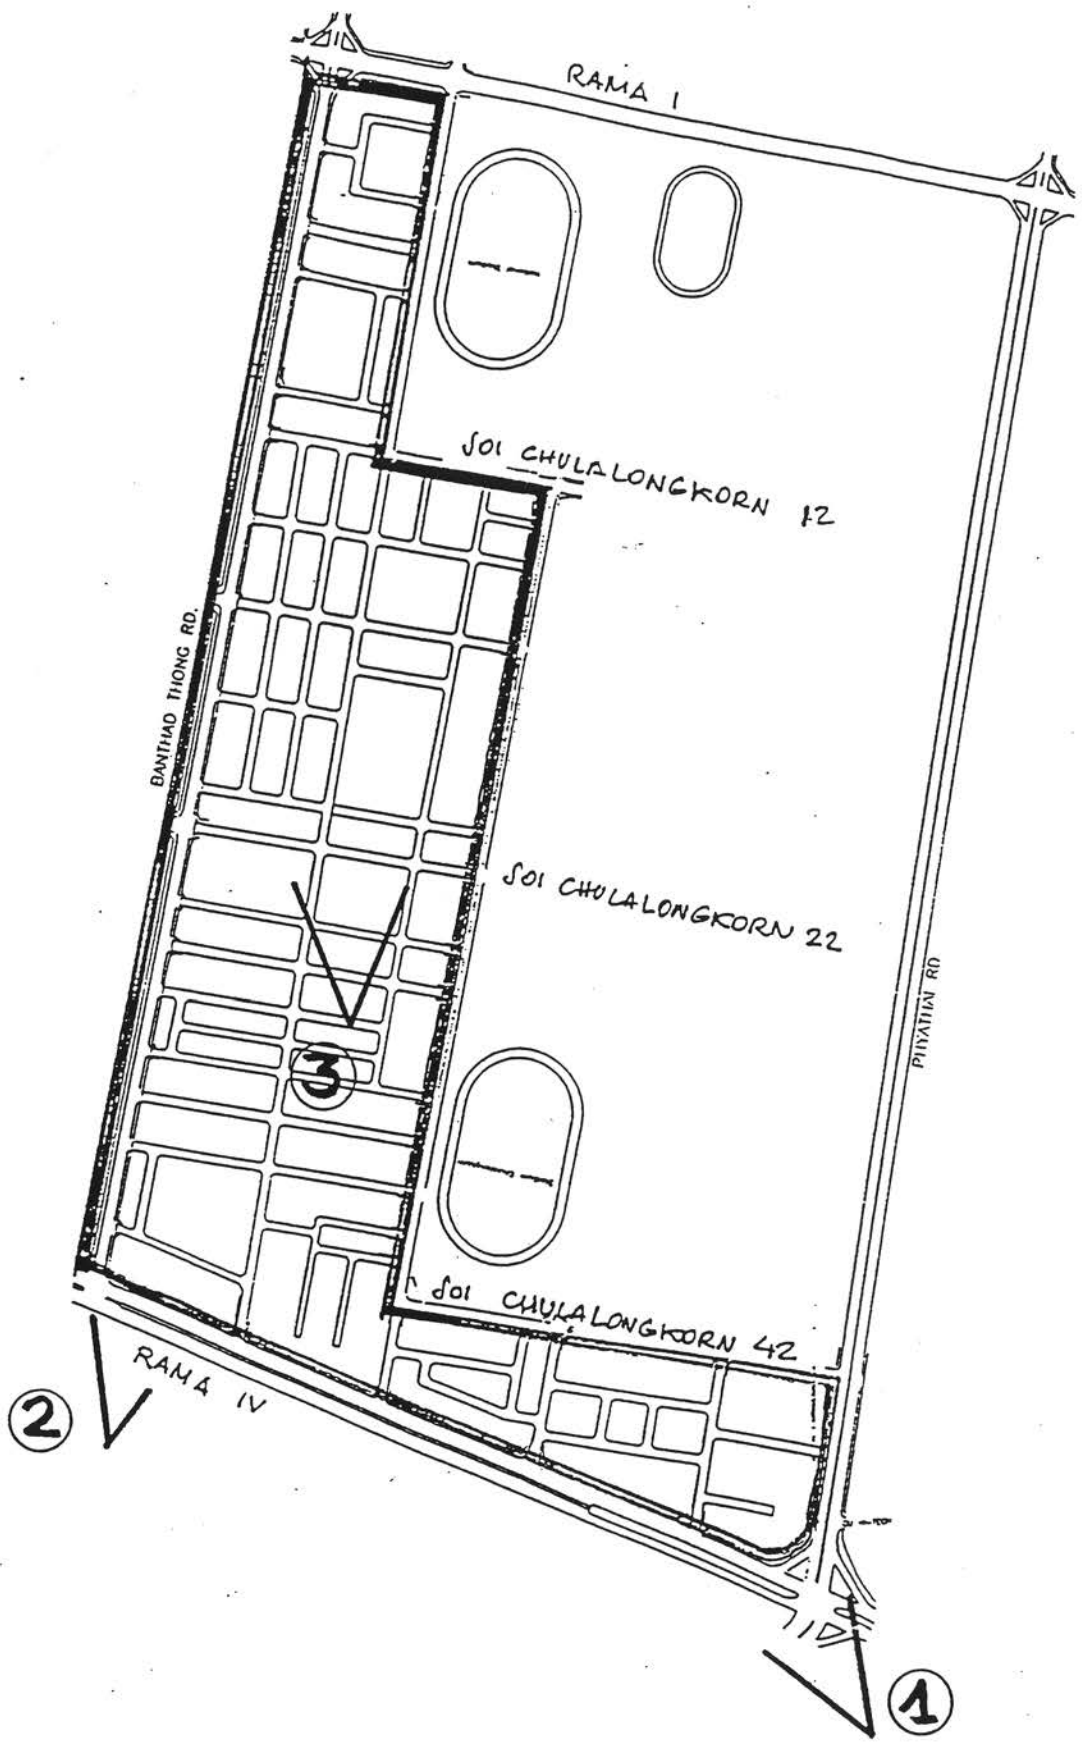 RAMA I
SOI CHULALONGKORN 12
BANTHAD THONG RD.
SOI CHULALONGKORN 22
PHYATHAI RD
3
SOI CHULALONGKORN 42
RAMA IV
2
1